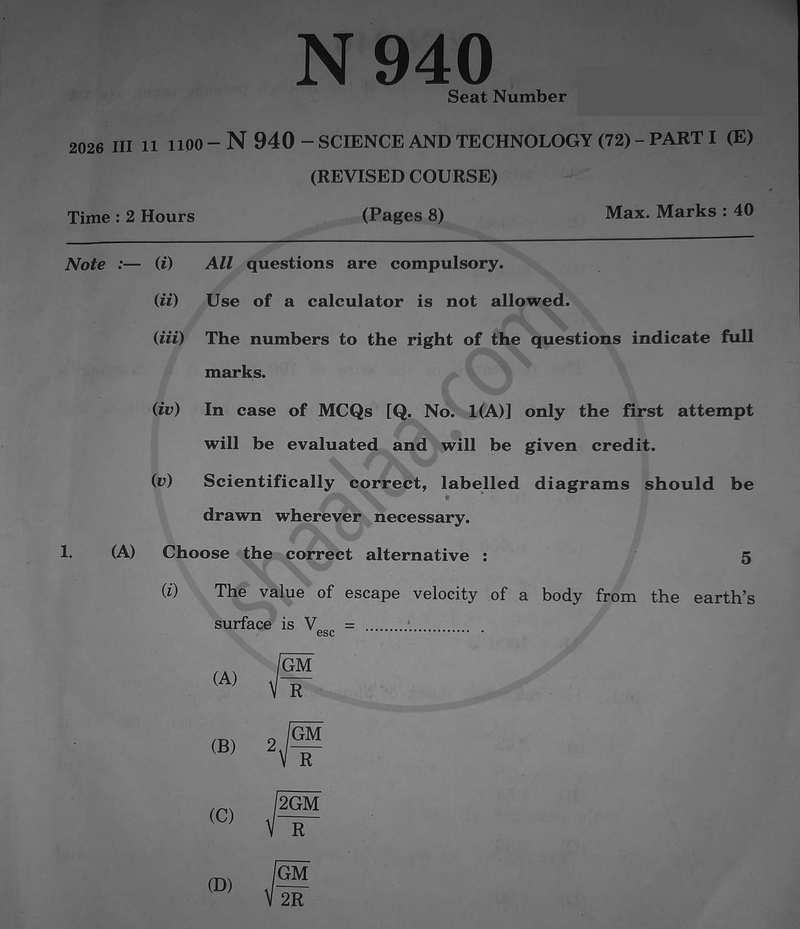 N 940
Seat Number
2026 III 11 1100 – N 940 – SCIENCE AND TECHNOLOGY (72) – PART I (E)
(REVISED COURSE)
Time : 2 Hours (Pages 8) Max. Marks : 40
Note :— (i) All questions are compulsory.
(ii) Use of a calculator is not allowed.
(iii) The numbers to the right of the questions indicate full
marks.
(iv) In case of MCQs [Q. No. 1(A)] only the first attempt
will be evaluated and will be given credit.
(v) Scientifically correct, labelled diagrams should be
drawn wherever necessary.
1. (A) Choose the correct alternative : 5
(i) The value of escape velocity of a body from the earth's
surface is V_esc = ..................... .
(A) √(GM/R)
(B) 2√(GM/R)
(C) √(2GM/R)
(D) √(GM/2R)
shaalaa.com